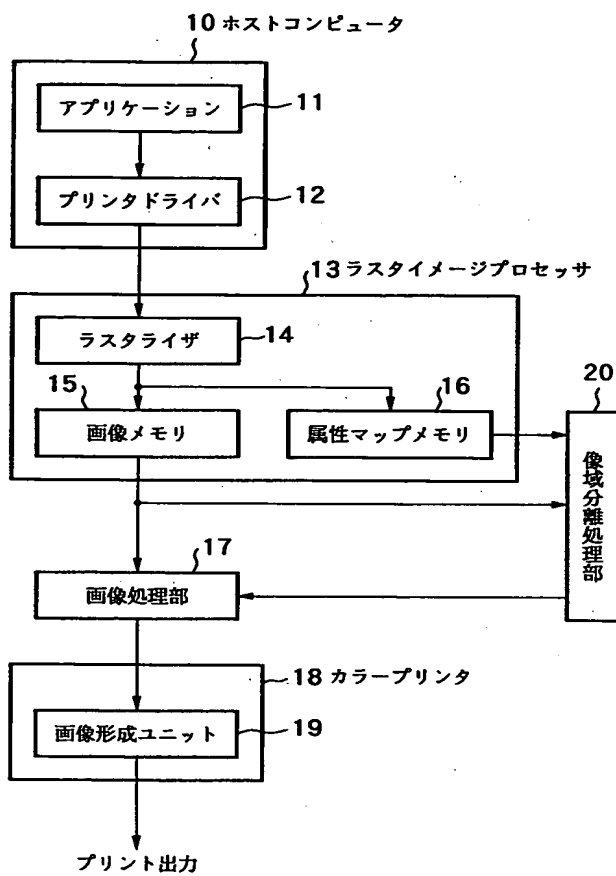 10 ホストコンピュータ
アプリケーション
11
プリンタドライバ
12
13 ラスタイメージプロセッサ
ラスタライザ
14
15
画像メモリ
16
属性マップメモリ
20
像域分離処理部
17
画像処理部
18 カラープリンタ
画像形成ユニット
19
プリント出力